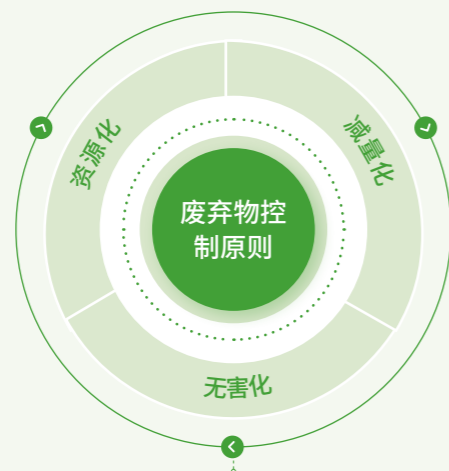 资源化
减量化
废弃物控
制原则
无害化